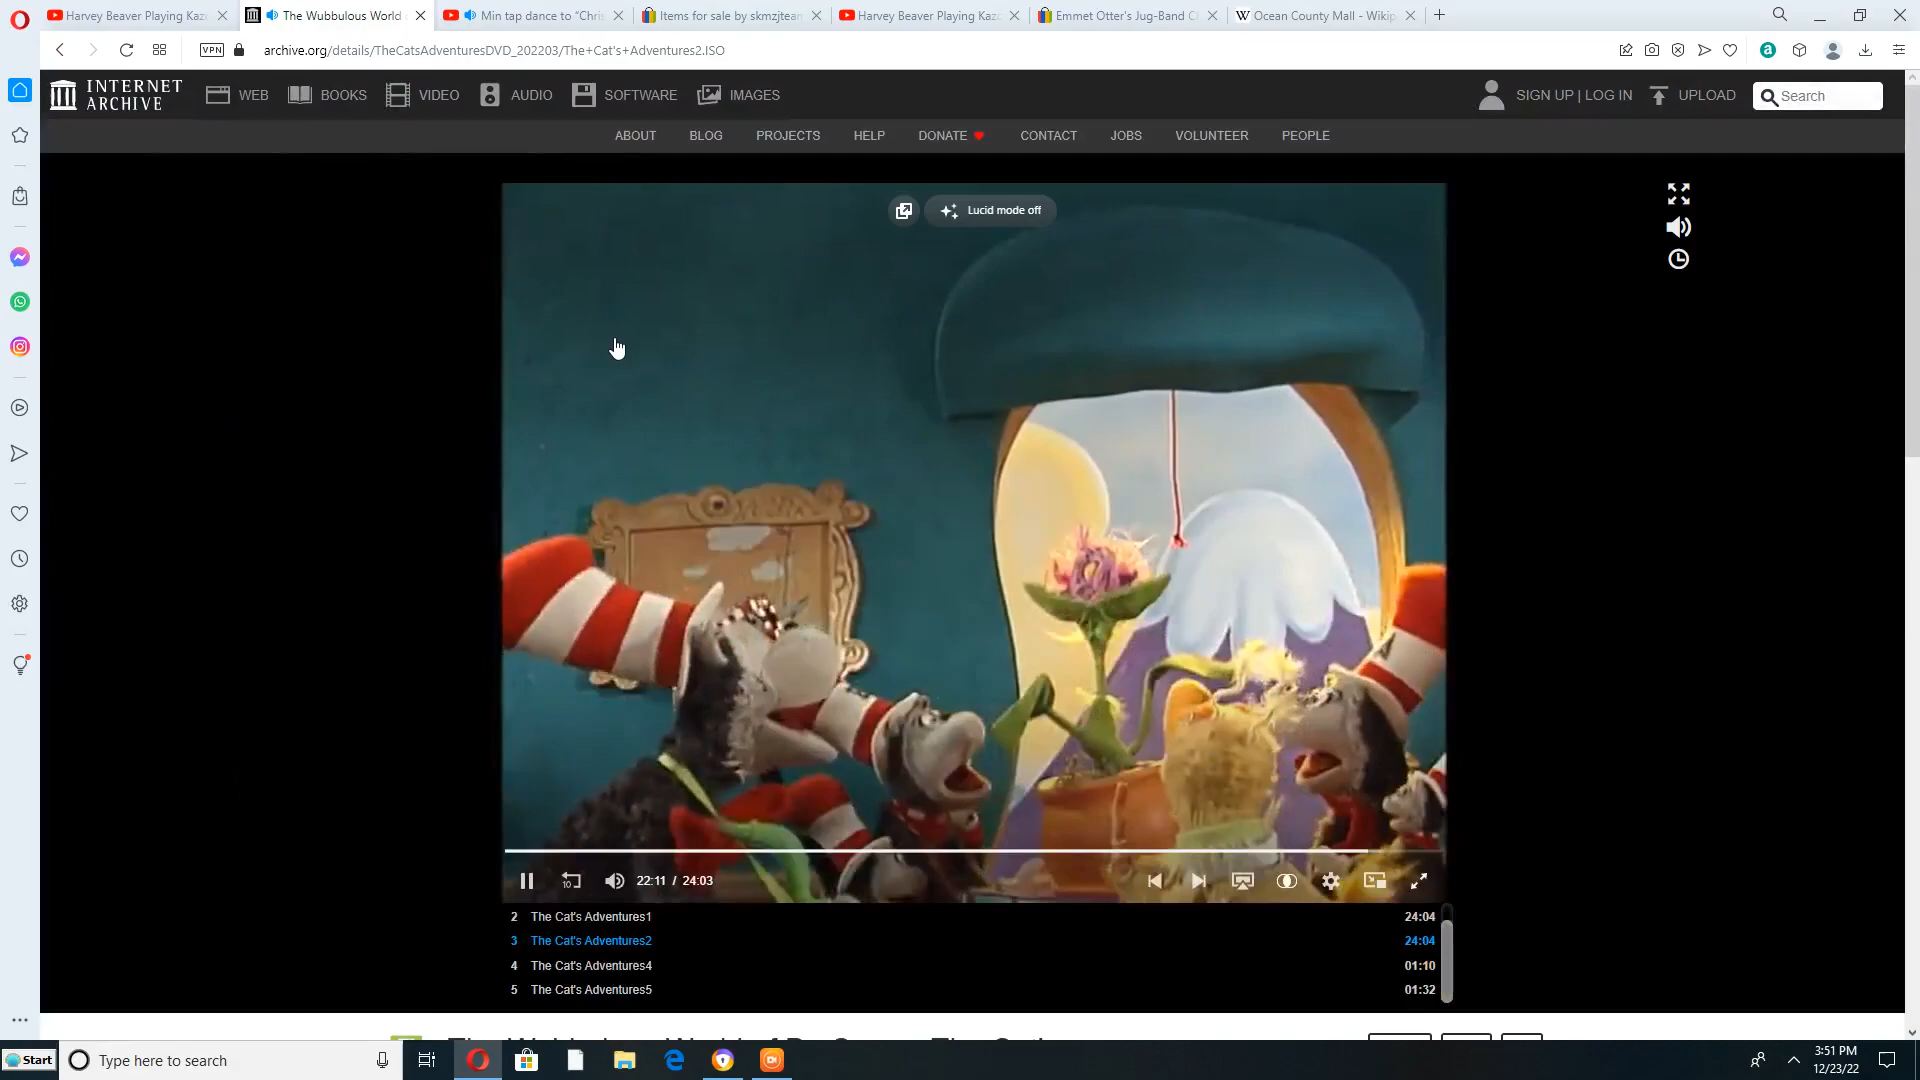 Harvey Beaver Playing Kazo
The Wubbulous World
Min tap dance to "Chris
Items for sale by skmzjtean
Harvey Beaver Playing Kazo
Emmet Otter's Jug-Band C
W Ocean County Mall - Wikip
VPN archive.org/details/TheCatsAdventuresDVD_202203/The+Cat's+Adventures2.ISO
INTERNET ARCHIVE
WEB BOOKS VIDEO AUDIO SOFTWARE IMAGES
SIGN UP | LOG IN UPLOAD Search
ABOUT BLOG PROJECTS HELP DONATE CONTACT JOBS VOLUNTEER PEOPLE
Lucid mode off
10 22:11 / 24:03
2 The Cat's Adventures1 24:04
3 The Cat's Adventures2 24:04
4 The Cat's Adventures4 01:10
5 The Cat's Adventures5 01:32
Start Type here to search
3:51 PM
12/23/22